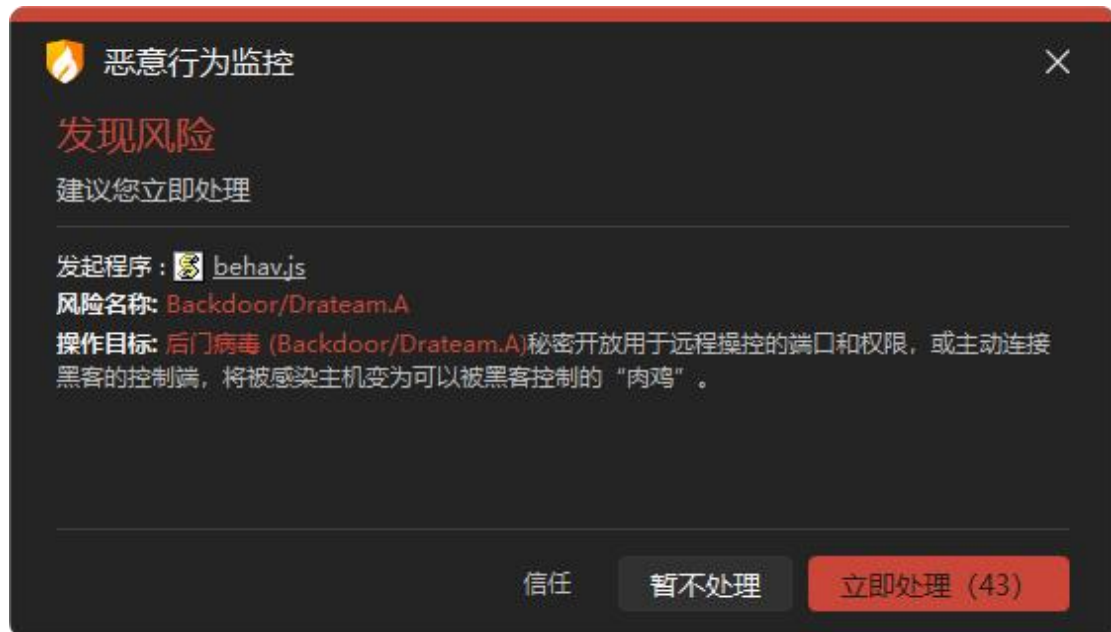 恶意行为监控
发现风险
建议您立即处理
发起程序：behav.js
风险名称: Backdoor/Drateam.A
操作目标: 后门病毒 (Backdoor/Drateam.A)秘密开放用于远程操控的端口和权限，或主动连接
黑客的控制端，将被感染主机变为可以被黑客控制的“肉鸡”。
信任 暂不处理 立即处理（43）